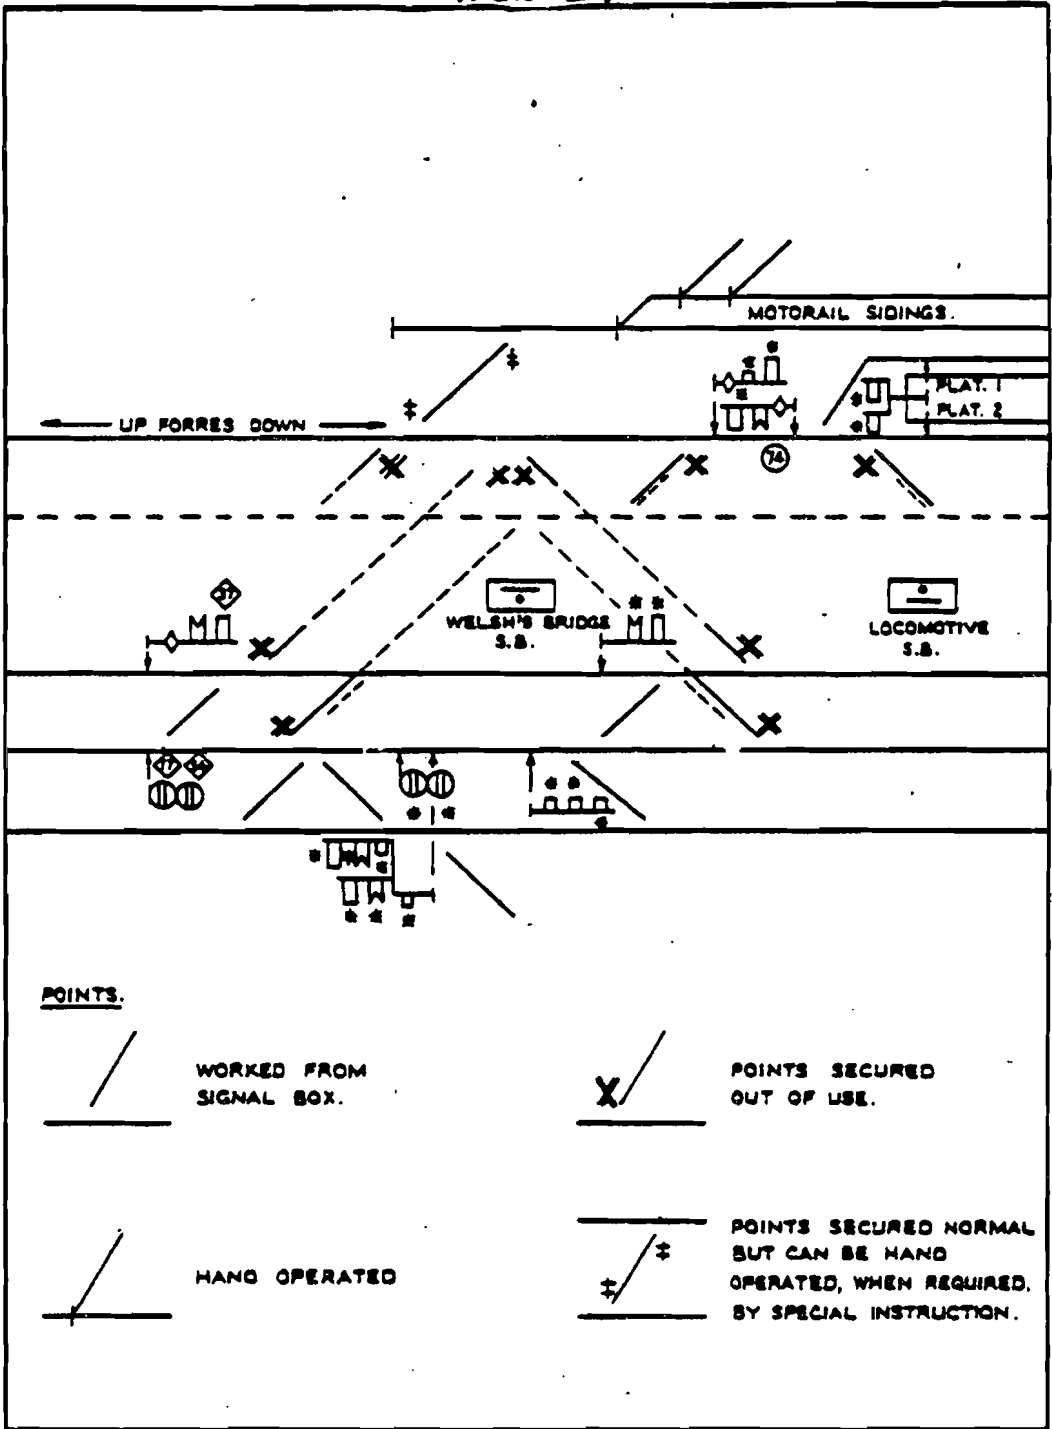 MOTORAIL SIDINGS.
PLAT. 1
PLAT. 2
UP FORRES DOWN
74
37
M
M
WELSH'S BRIDGE
S.B.
LOCOMOTIVE
S.B.
POINTS.
WORKED FROM
SIGNAL BOX.
POINTS SECURED
OUT OF USE.
HAND OPERATED
POINTS SECURED NORMAL
BUT CAN BE HAND
OPERATED, WHEN REQUIRED,
BY SPECIAL INSTRUCTION.